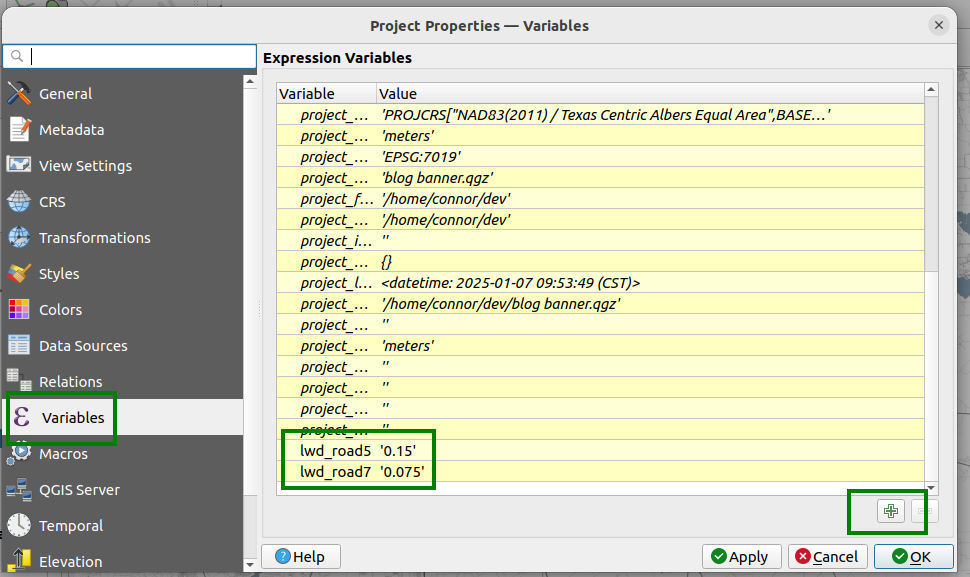 Project Properties — Variables
Expression Variables
General
Metadata
View Settings
CRS
Transformations
Styles
Colors
Data Sources
Relations
Variables
Macros
QGIS Server
Temporal
Elevation
Variable Value
project_... 'PROJCRS["NAD83(2011) / Texas Centric Albers Equal Area",BASE...'
project_... 'meters'
project_... 'EPSG:7019'
project_... 'blog banner.qgz'
project_f... '/home/connor/dev'
project_... '/home/connor/dev'
project_i... ''
project_... {}
project_l... <datetime: 2025-01-07 09:53:49 (CST)>
project_... '/home/connor/dev/blog banner.qgz'
project_... ''
project_... 'meters'
project_... ''
project_... ''
project_... ''
project_... ''
lwd_road5 '0.15'
lwd_road7 '0.075'
Help
Apply
Cancel
OK